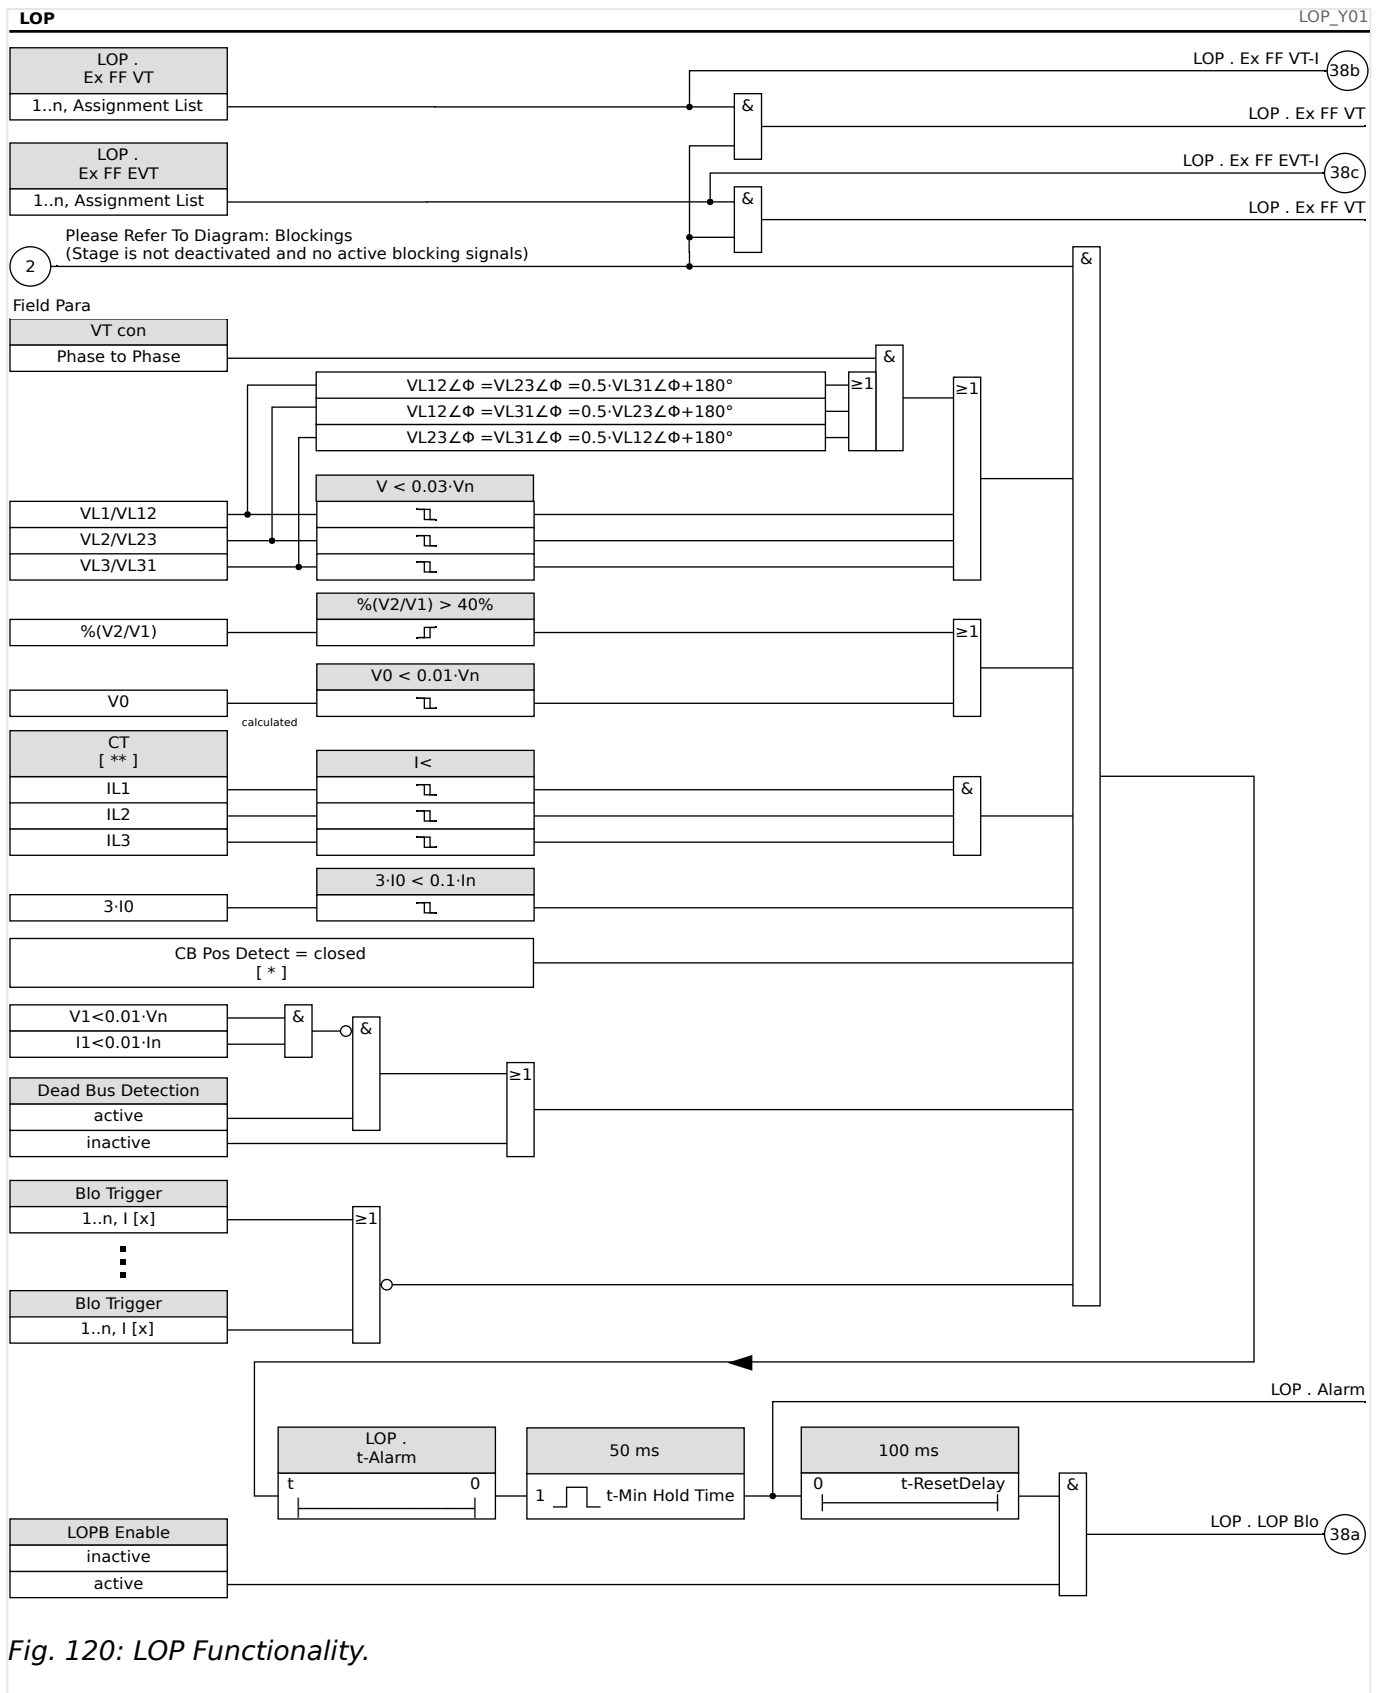 LOP
LOP_Y01
LOP .
Ex FF VT
1..n, Assignment List
&
LOP . Ex FF VT-I
38b
LOP . Ex FF VT
LOP .
Ex FF EVT
1..n, Assignment List
&
LOP . Ex FF EVT-I
38c
LOP . Ex FF VT
Please Refer To Diagram: Blockings
(Stage is not deactivated and no active blocking signals)
2
&
Field Para
VT con
Phase to Phase
&
VL12∠Φ =VL23∠Φ =0.5·VL31∠Φ+180°
≥1
≥1
VL12∠Φ =VL31∠Φ =0.5·VL23∠Φ+180°
VL23∠Φ =VL31∠Φ =0.5·VL12∠Φ+180°
V < 0.03·Vn
VL1/VL12
VL2/VL23
VL3/VL31
%(V2/V1) > 40%
%(V2/V1)
≥1
V0 < 0.01·Vn
V0
calculated
CT
[ ** ]
I<
IL1
&
IL2
IL3
3·I0 < 0.1·In
3·I0
CB Pos Detect = closed
[ * ]
V1<0.01·Vn
&
&
I1<0.01·In
Dead Bus Detection
≥1
active
inactive
Blo Trigger
1..n, I [x]
≥1
Blo Trigger
1..n, I [x]
LOP . Alarm
LOP .
t-Alarm
50 ms
100 ms
t 0
1 t-Min Hold Time
0 t-ResetDelay
&
LOPB Enable
inactive
active
LOP . LOP Blo
38a
Fig. 120: LOP Functionality.